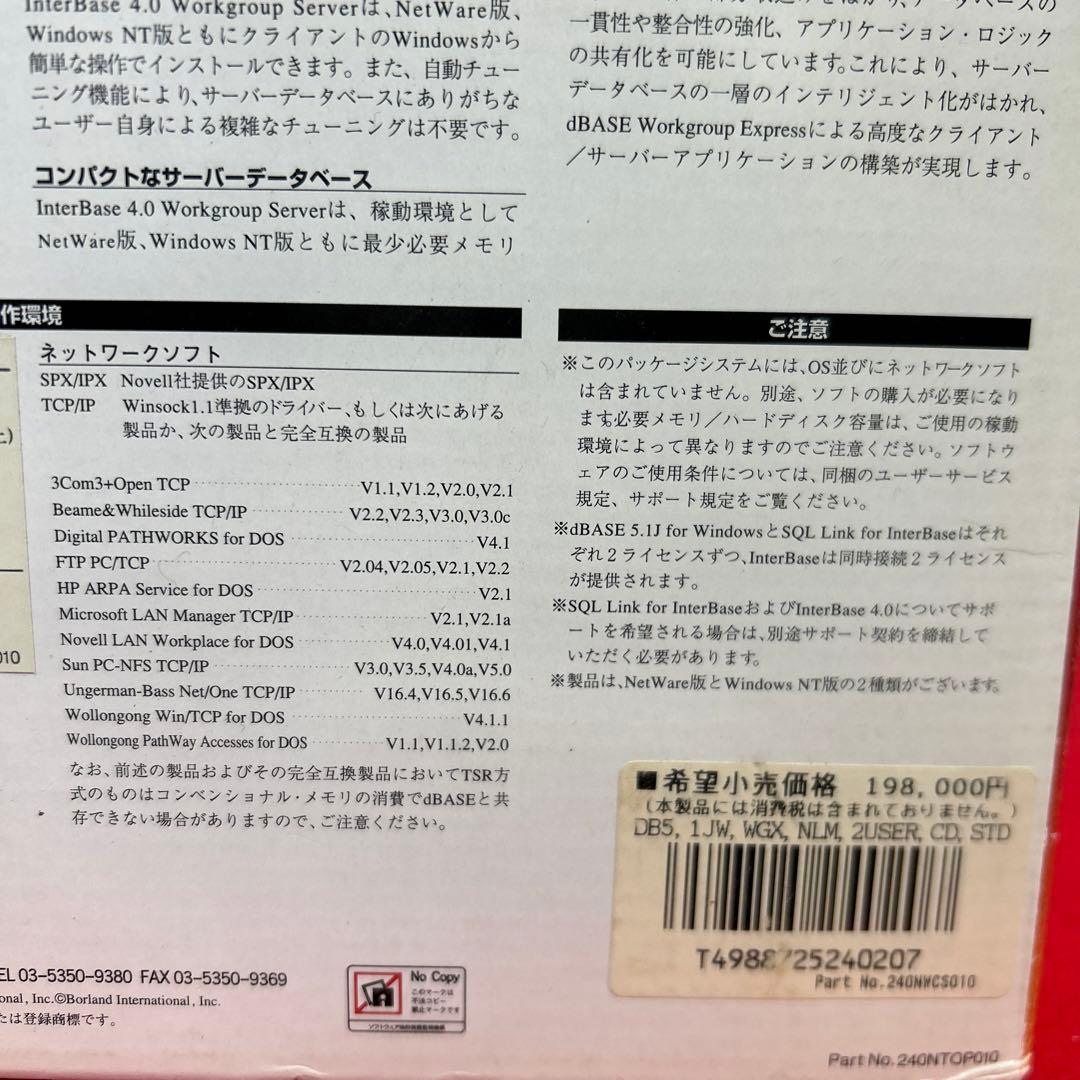 InterBase 4.0 Workgroup Serverは、NetWare版、
Windows NT版ともにクライアントのWindowsから
簡単な操作でインストールできます。また、自動チュー
ニング機能により、サーバーデータベースにありがちな
ユーザー自身による複雑なチューニングは不要です。
コンパクトなサーバーデータベース
InterBase 4.0 Workgroup Serverは、稼動環境として
NetWare版、Windows NT版ともに最少必要メモリ
データベースの
一貫性や整合性の強化、アプリケーション・ロジック
の共有化を可能にしています。これにより、サーバー
データベースの一層のインテリジェント化がはかれ、
dBASE Workgroup Expressによる高度なクライアント
／サーバーアプリケーションの構築が実現します。
作環境
ネットワークソフト
SPX/IPX Novell社提供のSPX/IPX
TCP/IP Winsock1.1準拠のドライバー、もしくは次にあげる
製品か、次の製品と完全互換の製品
3Com3+Open TCP V1.1,V1.2,V2.0,V2.1
Beame&Whileside TCP/IP V2.2,V2.3,V3.0,V3.0c
Digital PATHWORKS for DOS V4.1
FTP PC/TCP V2.04,V2.05,V2.1,V2.2
HP ARPA Service for DOS V2.1
Microsoft LAN Manager TCP/IP V2.1,V2.1a
Novell LAN Workplace for DOS V4.0,V4.01,V4.1
Sun PC-NFS TCP/IP V3.0,V3.5,V4.0a,V5.0
Ungerman-Bass Net/One TCP/IP V16.4,V16.5,V16.6
Wollongong Win/TCP for DOS V4.1.1
Wollongong PathWay Accesses for DOS V1.1,V1.1.2,V2.0
なお、前述の製品およびその完全互換製品においてTSR方
式のものはコンベンショナル・メモリの消費でdBASEと共
存できない場合がありますので、ご注意ください。
010
ご注意
※このパッケージシステムには、OS並びにネットワークソフト
は含まれていません。別途、ソフトの購入が必要になり
ます。必要メモリ／ハードディスク容量は、ご使用の稼動
環境によって異なりますのでご注意ください。ソフトウ
ェアのご使用条件については、同梱のユーザーサービス
規定、サポート規定をご覧ください。
※dBASE 5.1J for WindowsとSQL Link for InterBaseはそれ
ぞれ2ライセンスずつ、InterBaseは同時接続2ライセンス
が提供されます。
※SQL Link for InterBaseおよびInterBase 4.0についてサポ
ートを希望される場合は、別途サポート契約を締結して
いただく必要があります。
※製品は、NetWare版とWindows NT版の2種類がございます。
希望小売価格 198,000円
(本製品には消費税は含まれておりません。)
DB5, 1JW, WGX, NLM, 2USER, CD, STD
T4988725240207
Part No.240NWCS010
EL 03-5350-9380 FAX 03-5350-9369
onal, Inc.©Borland International, Inc.
たは登録商標です。
No Copy
このマークは
不法コピー
禁止マークです
Part No. 240NTOP010